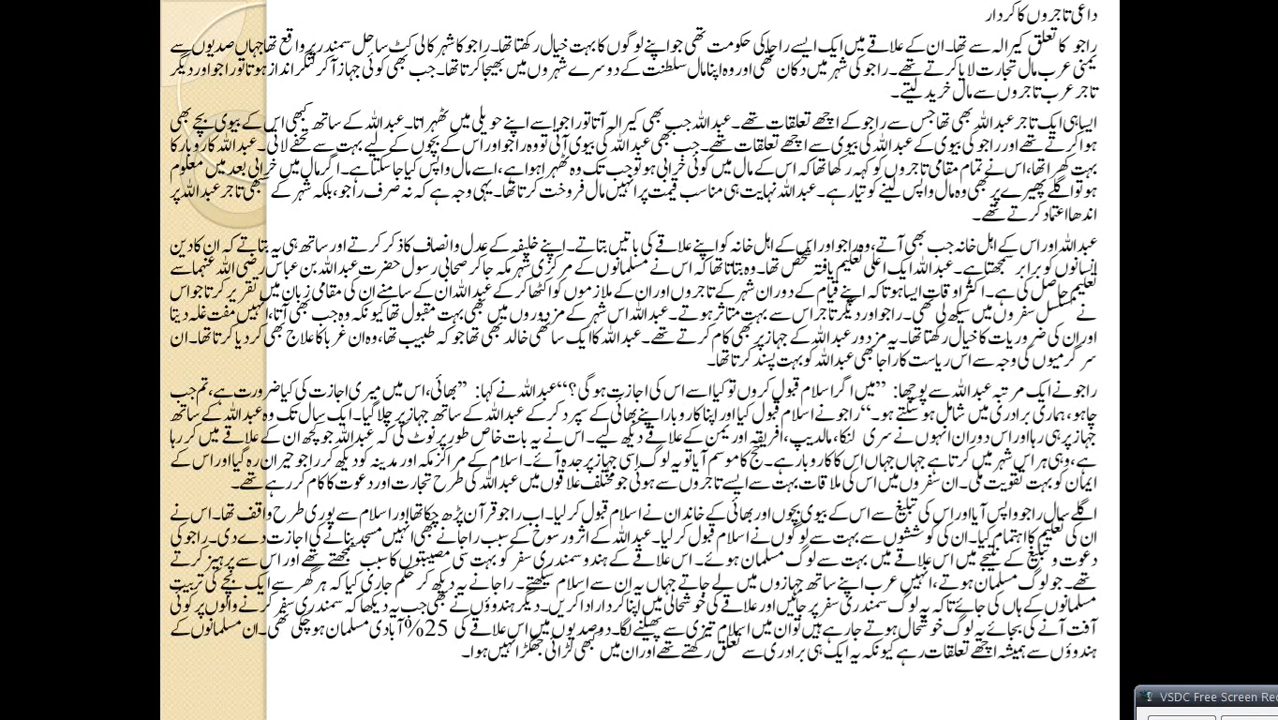 داعی تاجروں کا کردار
راجو کا تعلق کیرالہ سے تھا۔ ان کے علاقے میں ایک ایسے راجا کی حکومت تھی جو اپنے لوگوں کا بہت خیال رکھتا تھا۔ راجو کا شہر کالی کٹ ساحل سمندر پر واقع تھا جہاں صدیوں سے
یمنی عرب مال تجارت لایا کرتے تھے۔ راجو کی شہر میں دکان تھی اور وہ اپنا مال سلطنت کے دوسرے شہروں میں بھیجا کرتا تھا۔ جب بھی کوئی جہاز آ کر لنگر انداز ہوتا تو راجو اور دیگر
تاجر عرب تاجروں سے مال خرید لیتے۔
ایسا ہی ایک تاجر عبداللہ بھی تھا جس سے راجو کے اچھے تعلقات تھے۔ عبداللہ جب بھی کیرالہ آتا تو راجو اسے اپنے حویلی میں ٹھہراتا۔ عبداللہ کے ساتھ کبھی اس کے بیوی بچے بھی
ہوا کرتے تھے اور راجو کی بیوی کے عبداللہ کی بیوی سے اچھے تعلقات تھے۔ جب بھی عبداللہ کی بیوی آتی تو وہ راجو اور اس کے بچوں کے لیے بہت سے تحفے لاتی۔ عبداللہ کاروبار کا
بہت کھرا تھا، اس نے تمام مقامی تاجروں کو کہہ رکھا تھا کہ اس کے مال میں کوئی خرابی ہو تو جب تک وہ ٹھہرا ہوا ہے، اسے مال واپس کیا جا سکتا ہے۔ اگر مال میں خرابی بعد میں معلوم
ہو تو اگلے پھیرے پر بھی وہ مال واپس لینے کو تیار ہے۔ عبداللہ نہایت ہی مناسب قیمت پر انہیں مال فروخت کرتا تھا۔ یہی وجہ ہے کہ نہ صرف راجو، بلکہ شہر کے سبھی تاجر عبداللہ پر
اندھا اعتماد کرتے تھے۔
عبداللہ اور اس کے اہل خانہ جب بھی آتے، وہ راجو اور اس کے اہل خانہ کو اپنے علاقے کی باتیں بتاتے۔ اپنے خلیفہ کے عدل و انصاف کا ذکر کرتے اور ساتھ ہی یہ بتاتے کہ ان کا دین
انسانوں کو برابر سمجھتا ہے۔ عبداللہ ایک اعلی تعلیم یافتہ شخص تھا۔ وہ بتاتا تھا کہ اس نے مسلمانوں کے مرکزی شہر مکہ جا کر صحابی رسول حضرت عبداللہ بن عباس رضی اللہ عنہما سے
تعلیم حاصل کی ہے۔ اکثر اوقات ایسا ہوتا کہ اپنے قیام کے دوران شہر کے تاجروں اور ان کے ملازموں کو اکٹھا کر کے عبداللہ ان کے سامنے ان کی مقامی زبان میں تقریر کرتا جو اس
نے مسلسل سفروں میں سیکھ لی تھی۔ راجو اور دیگر تاجر اس سے بہت متاثر ہوتے۔ عبداللہ اس شہر کے مزدوروں میں بھی بہت مقبول تھا کیونکہ وہ جب بھی آتا، انہیں مفت غلہ دیتا
اور ان کی ضروریات کا خیال رکھتا تھا۔ یہ مزدور عبداللہ کے جہاز پر بھی کام کرتے تھے۔ عبداللہ کا ایک ساتھی خالد بھی تھا جو کہ طبیب تھا، وہ ان غربا کا علاج بھی کر دیا کرتا تھا۔ ان
سرگرمیوں کی وجہ سے اس ریاست کا راجا بھی عبداللہ کو بہت پسند کرتا تھا۔
راجو نے ایک مرتبہ عبداللہ سے پوچھا: ”میں اگر اسلام قبول کروں تو کیا اسے اس کی اجازت ہو گی؟“ عبداللہ نے کہا: ”بھائی، اس میں میری اجازت کی کیا ضرورت ہے، تم جب
چاہو، ہماری برادری میں شامل ہو سکتے ہو۔“ راجو نے اسلام قبول کیا اور اپنا کاروبار اپنے بھائی کے سپرد کر کے عبداللہ کے ساتھ جہاز پر چلا گیا۔ ایک سال تک وہ عبداللہ کے ساتھ
جہاز پر ہی رہا اور اس دوران انہوں نے سری لنکا، مالدیپ، افریقہ اور یمن کے علاقے دیکھ لیے۔ اس نے یہ بات خاص طور پر نوٹ کی کہ عبداللہ جو کچھ ان کے علاقے میں کر رہا
ہے، وہی ہر اس شہر میں کرتا ہے جہاں جہاں اس کا کاروبار ہے۔ حج کا موسم آیا تو یہ لوگ اسی جہاز پر جدہ آئے۔ اسلام کے مراکز مکہ اور مدینہ کو دیکھ کر راجو حیران رہ گیا اور اس کے
ایمان کو بہت تقویت ملی۔ ان سفروں میں اس کی ملاقات بہت سے ایسے تاجروں سے ہوئی جو مختلف علاقوں میں عبداللہ کی طرح تجارت اور دعوت کا کام کر رہے تھے۔
اگلے سال راجو واپس آیا اور اس کی تبلیغ سے اس کے بیوی بچوں اور بھائی کے خاندان نے اسلام قبول کر لیا۔ اب راجو قرآن پڑھ چکا تھا اور اسلام سے پوری طرح واقف تھا۔ اس نے
ان کی تعلیم کا اہتمام کیا۔ ان کی کوششوں سے بہت سے لوگوں نے اسلام قبول کر لیا۔ عبداللہ کے اثر و رسوخ کے سبب راجا نے بھی انہیں مسجد بنانے کی اجازت دے دی۔ راجو کی
دعوت و تبلیغ کے نتیجے میں اس علاقے میں بہت سے لوگ مسلمان ہوئے۔ اس علاقے کے ہندو سمندری سفر کو بہت سی مصیبتوں کا سبب سمجھتے تھے اور اس سے پرہیز کرتے
تھے۔ جو لوگ مسلمان ہوتے، انہیں عرب اپنے ساتھ جہازوں میں لے جاتے جہاں یہ ان سے اسلام سیکھتے۔ راجا نے یہ دیکھ کر حکم جاری کیا کہ ہر گھر سے ایک بچے کی تربیت
مسلمانوں کے ہاں کی جائے تاکہ یہ لوگ سمندری سفر پر جائیں اور علاقے کی خوشحالی میں اپنا کردار ادا کریں۔ دیگر ہندوؤں نے بھی جب یہ دیکھا کہ سمندری سفر کرنے والوں پر کوئی
آفت آنے کی بجائے یہ لوگ خوشحال ہوتے جا رہے ہیں تو ان میں اسلام تیزی سے پھیلنے لگا۔ دو صدیوں میں اس علاقے کی 25% آبادی مسلمان ہو چکی تھی۔ ان مسلمانوں کے
ہندوؤں سے ہمیشہ اچھے تعلقات رہے کیونکہ یہ ایک ہی برادری سے تعلق رکھتے تھے اور ان میں کبھی لڑائی جھگڑا نہیں ہوا۔
VSDC Free Screen Rec